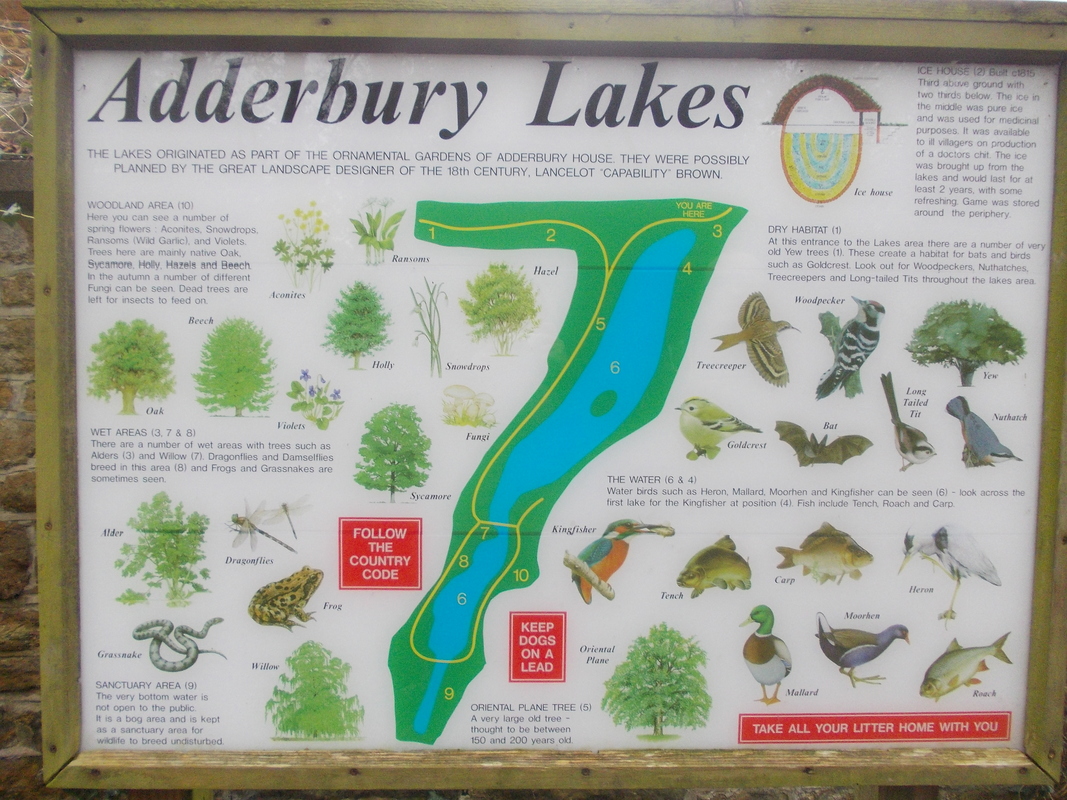 Adderbury Lakes
THE LAKES ORIGINATED AS PART OF THE ORNAMENTAL GARDENS OF ADDERBURY HOUSE. THEY WERE POSSIBLY
PLANNED BY THE GREAT LANDSCAPE DESIGNER OF THE 18th CENTURY, LANCELOT "CAPABILITY" BROWN.
Ice house
ICE HOUSE (2) Built c1815
Third above ground with
two thirds below. The ice in
the middle was pure ice
and was used for medicinal
purposes. It was available
to ill villagers on production
of a doctors chit. The ice
was brought up from the
lakes and would last for at
least 2 years, with some
refreshing. Game was stored
around the periphery.
WOODLAND AREA (10)
Here you can see a number of
spring flowers : Aconites, Snowdrops,
Ransoms (Wild Garlic), and Violets.
Trees here are mainly native Oak,
Sycamore, Holly, Hazels and Beech.
In the autumn a number of different
Fungi can be seen. Dead trees are
left for insects to feed on.
Aconites
Ransoms
Hazel
Beech
Holly
Snowdrops
Oak
Violets
Fungi
Sycamore
YOU ARE
HERE
1
2
3
4
5
6
7
8
10
6
9
DRY HABITAT (1)
At this entrance to the Lakes area there are a number of very
old Yew trees (1). These create a habitat for bats and birds
such as Goldcrest. Look out for Woodpeckers, Nuthatches,
Treecreepers and Long-tailed Tits throughout the lakes area.
Woodpecker
Treecreeper
Yew
Long
Tailed
Tit
Nuthatch
Goldcrest
Bat
WET AREAS (3, 7 & 8)
There are a number of wet areas with trees such as
Alders (3) and Willow (7). Dragonflies and Damselflies
breed in this area (8) and Frogs and Grassnakes are
sometimes seen.
Alder
Dragonflies
Frog
Grassnake
Willow
FOLLOW
THE
COUNTRY
CODE
THE WATER (6 & 4)
Water birds such as Heron, Mallard, Moorhen and Kingfisher can be seen (6) - look across the
first lake for the Kingfisher at position (4). Fish include Tench, Roach and Carp.
Kingfisher
Tench
Carp
Heron
Moorhen
Mallard
Roach
KEEP
DOGS
ON A
LEAD
Oriental
Plane
SANCTUARY AREA (9)
The very bottom water is
not open to the public.
It is a bog area and is kept
as a sanctuary area for
wildlife to breed undisturbed.
ORIENTAL PLANE TREE (5)
A very large old tree -
thought to be between
150 and 200 years old.
TAKE ALL YOUR LITTER HOME WITH YOU